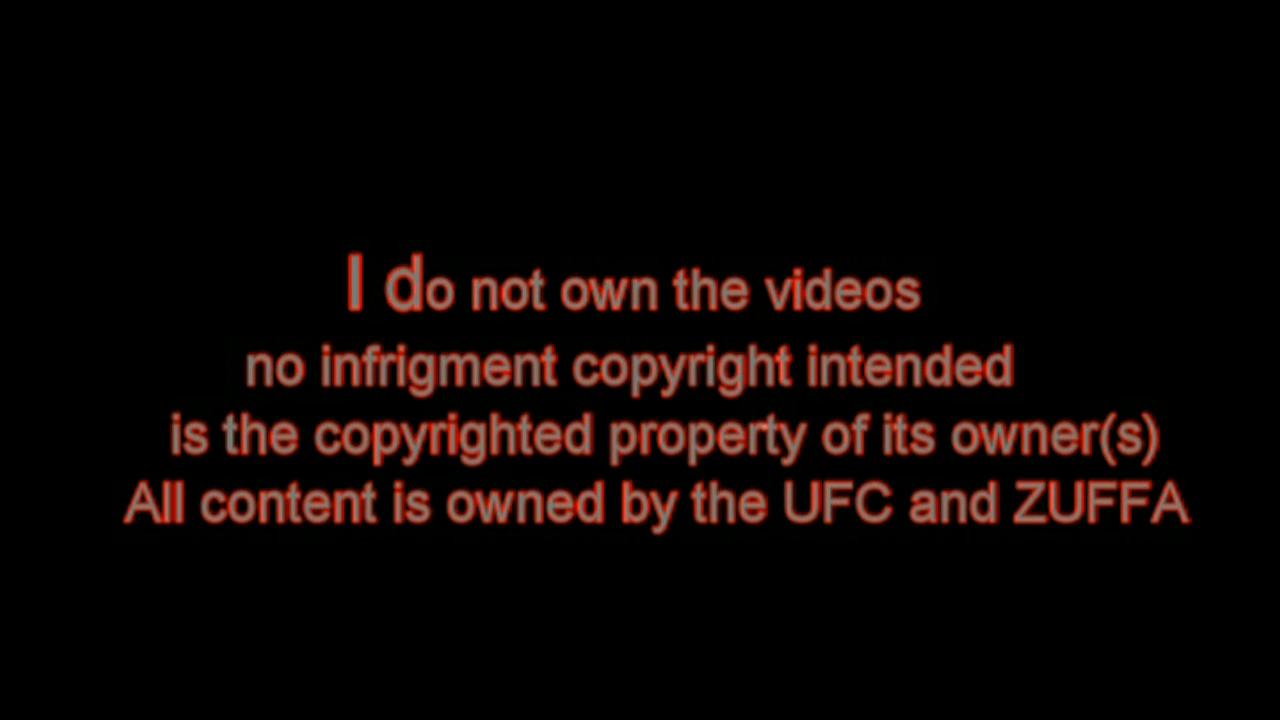 I do not own the videos
no infrigment copyright intended
is the copyrighted property of its owner(s)
All content is owned by the UFC and ZUFFA